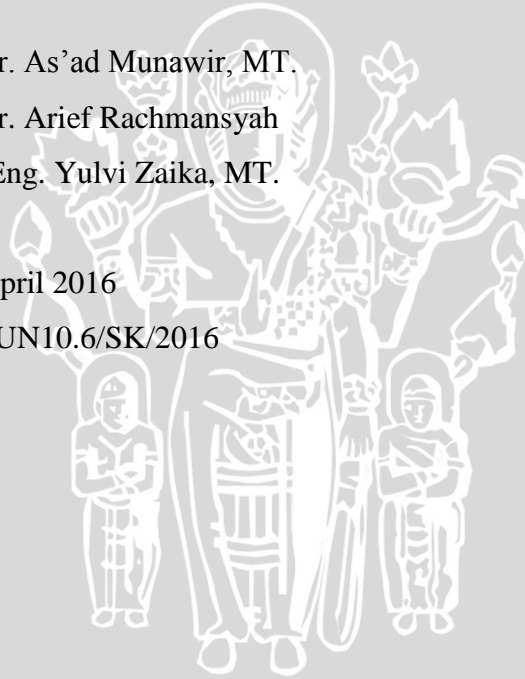 r. As’ad Munawir, MT.
r. Arief Rachmansyah
Eng. Yulvi Zaika, MT.
pril 2016
UN10.6/SK/2016